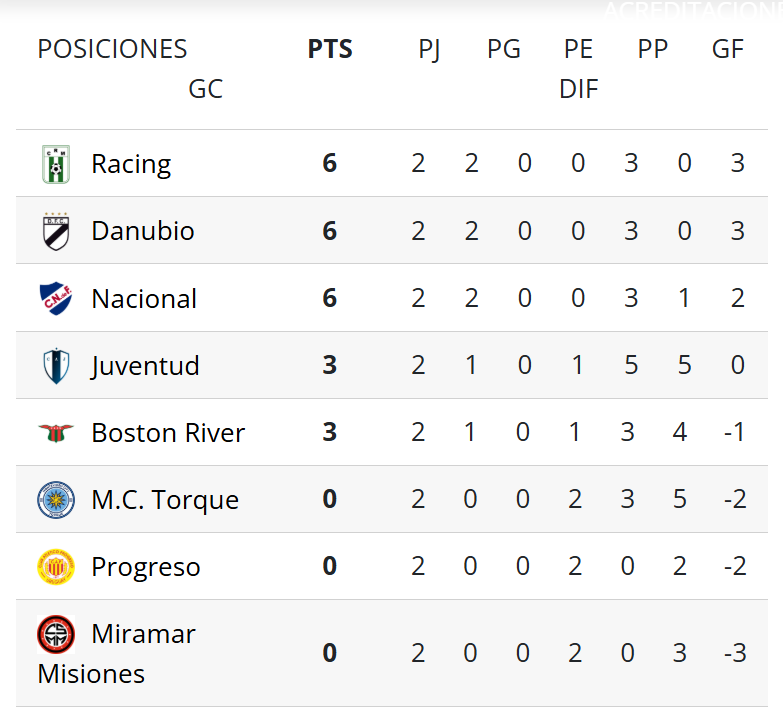 ACREDITACIONE
POSICIONES PTS PJ PG PE PP GF
GC DIF
Racing 6 2 2 0 0 3 0 3
Danubio 6 2 2 0 0 3 0 3
Nacional 6 2 2 0 0 3 1 2
Juventud 3 2 1 0 1 5 5 0
Boston River 3 2 1 0 1 3 4 -1
M.C. Torque 0 2 0 0 2 3 5 -2
Progreso 0 2 0 0 2 0 2 -2
Miramar
Misiones 0 2 0 0 2 0 3 -3